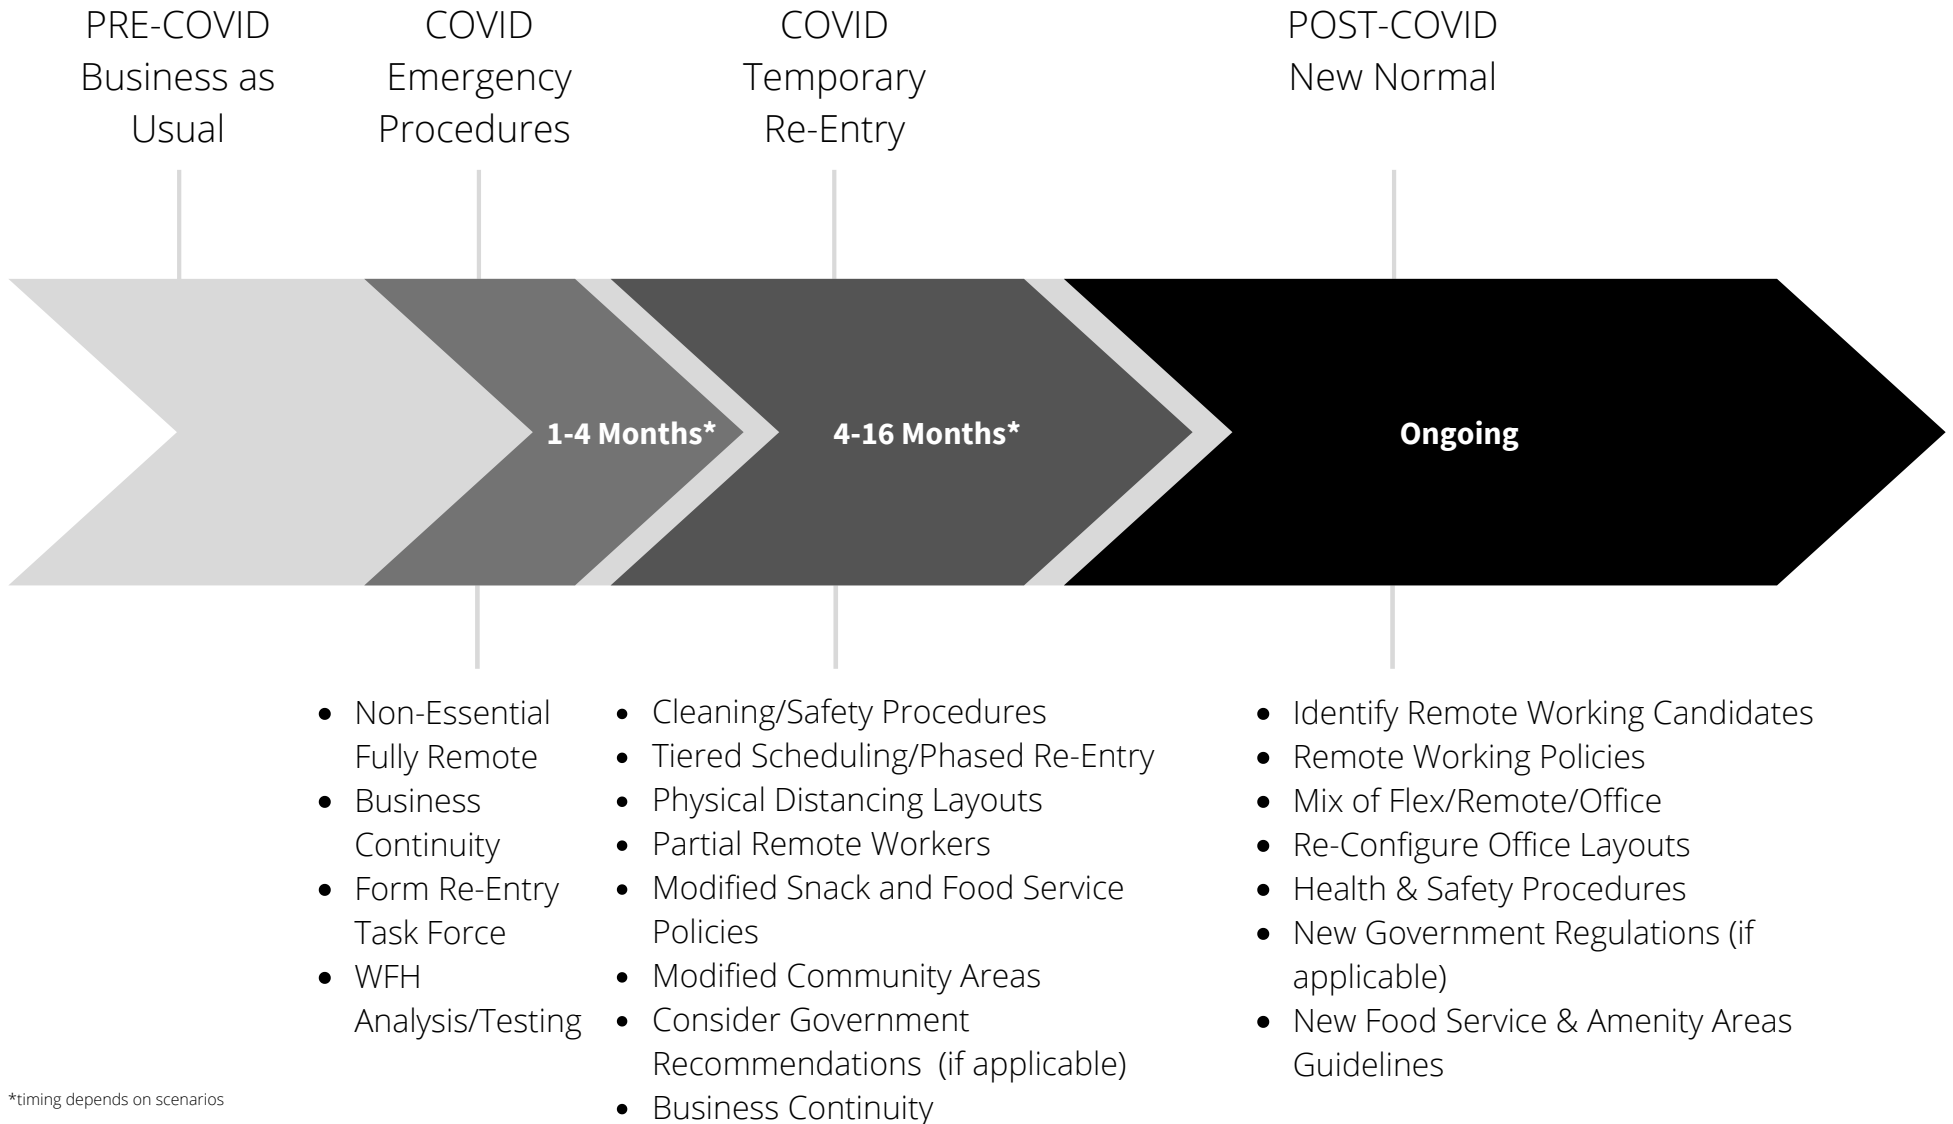 PRE-COVID
Business as
Usual
COVID
Emergency
Procedures
COVID
Temporary
Re-Entry
POST-COVID
New Normal
1-4 Months*
4-16 Months*
Ongoing
• Non-Essential
Fully Remote
• Business
Continuity
• Form Re-Entry
Task Force
• WFH
Analysis/Testing
• Cleaning/Safety Procedures
• Tiered Scheduling/Phased Re-Entry
• Physical Distancing Layouts
• Partial Remote Workers
• Modified Snack and Food Service
Policies
• Modified Community Areas
• Consider Government
Recommendations  (if applicable)
• Business Continuity
• Identify Remote Working Candidates
• Remote Working Policies
• Mix of Flex/Remote/Office
• Re-Configure Office Layouts
• Health & Safety Procedures
• New Government Regulations (if
applicable)
• New Food Service & Amenity Areas
Guidelines
*timing depends on scenarios